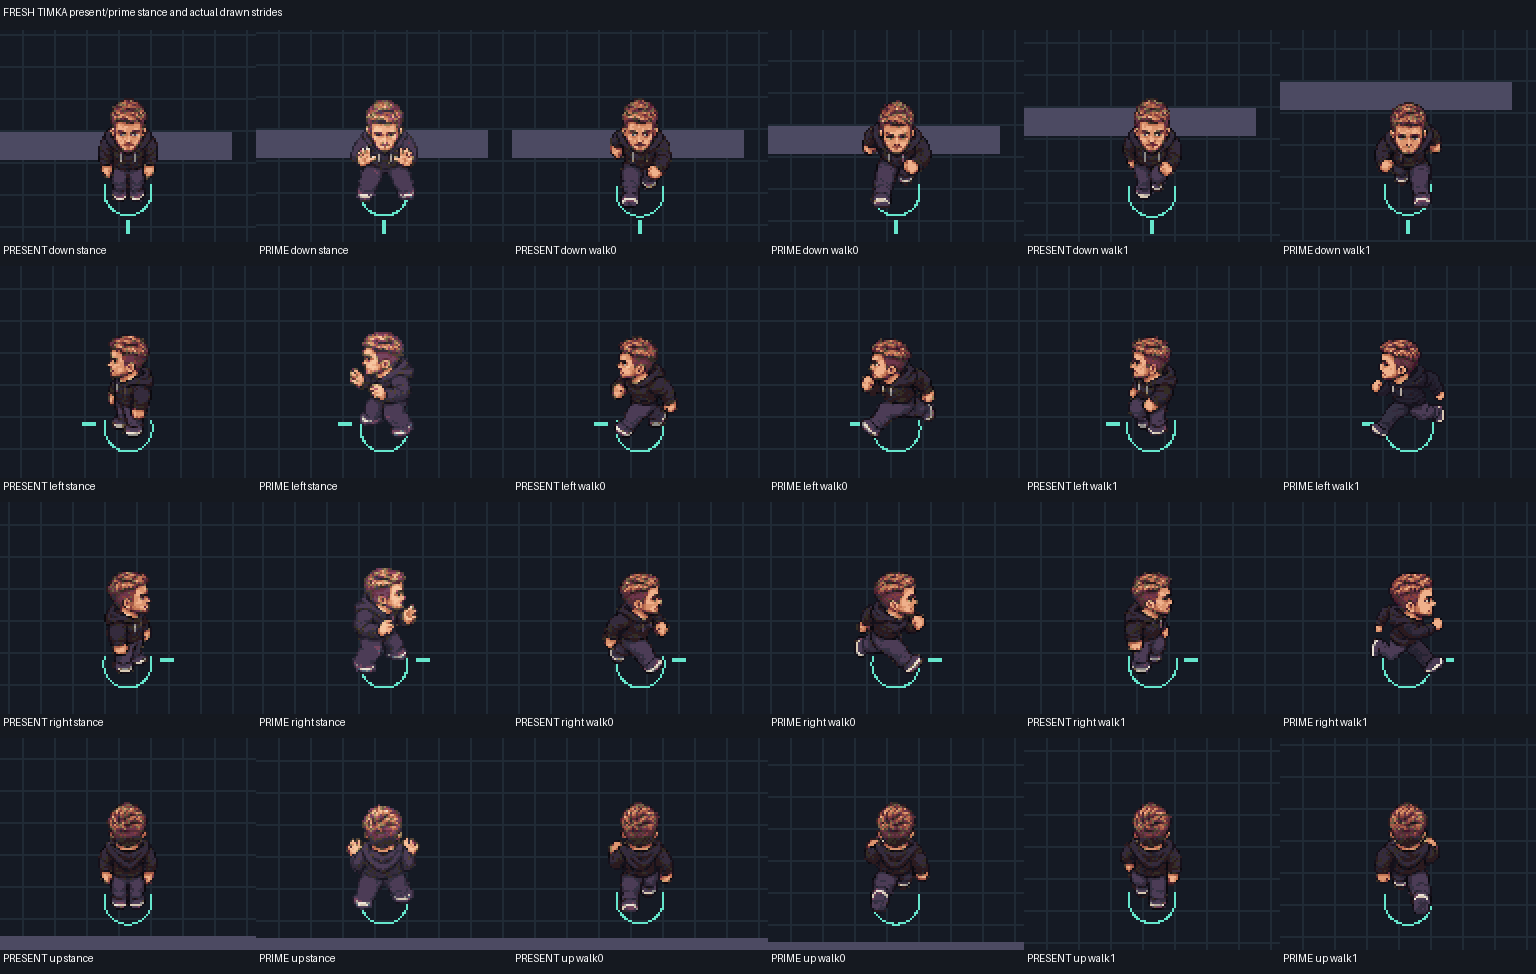 FRESH TIMKA present/prime stance and actual drawn strides
PRESENT down stance PRIME down stance PRESENT down walk0 PRIME down walk0 PRESENT down walk1 PRIME down walk1
PRESENT left stance PRIME left stance PRESENT left walk0 PRIME left walk0 PRESENT left walk1 PRIME left walk1
PRESENT right stance PRIME right stance PRESENT right walk0 PRIME right walk0 PRESENT right walk1 PRIME right walk1
PRESENT up stance PRIME up stance PRESENT up walk0 PRIME up walk0 PRESENT up walk1 PRIME up walk1